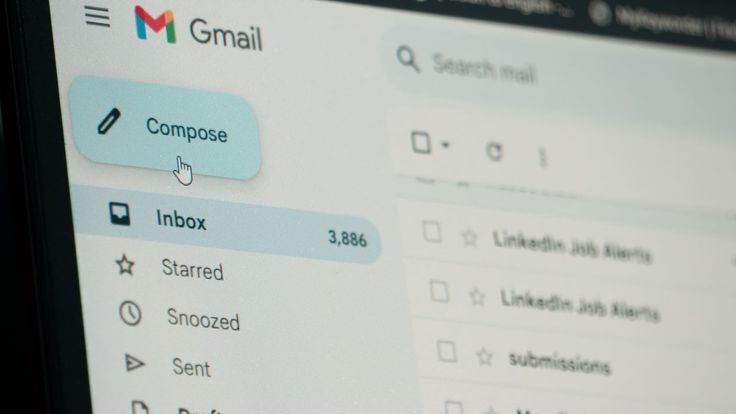 Gmail
Search mail
Compose
Inbox 3,886
Starred
Snoozed
Sent
LinkedIn Job Alerts
LinkedIn Job Alerts
submissions